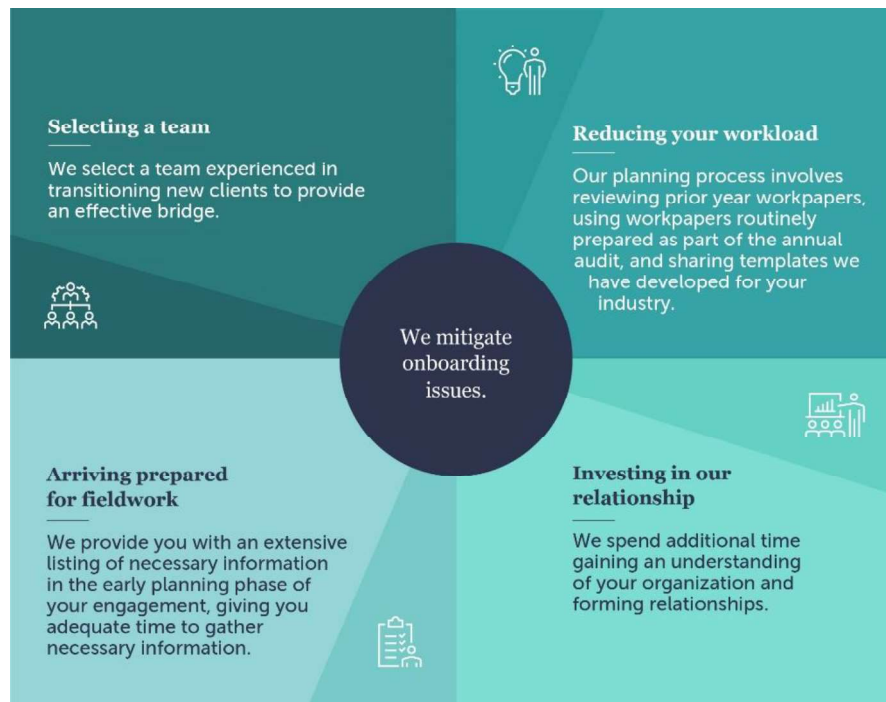 Selecting a team
We select a team experienced in
transitioning new clients to provide
an effective bridge.
Reducing your workload
Our planning process involves
reviewing prior year workpapers,
using workpapers routinely
prepared as part of the annual
audit, and sharing templates we
have developed for your
industry.
We mitigate
onboarding
issues.
Arriving prepared
for fieldwork
We provide you with an extensive
listing of necessary information
in the early planning phase of
your engagement, giving you
adequate time to gather
necessary information.
Investing in our
relationship
We spend additional time
gaining an understanding
of your organization and
forming relationships.